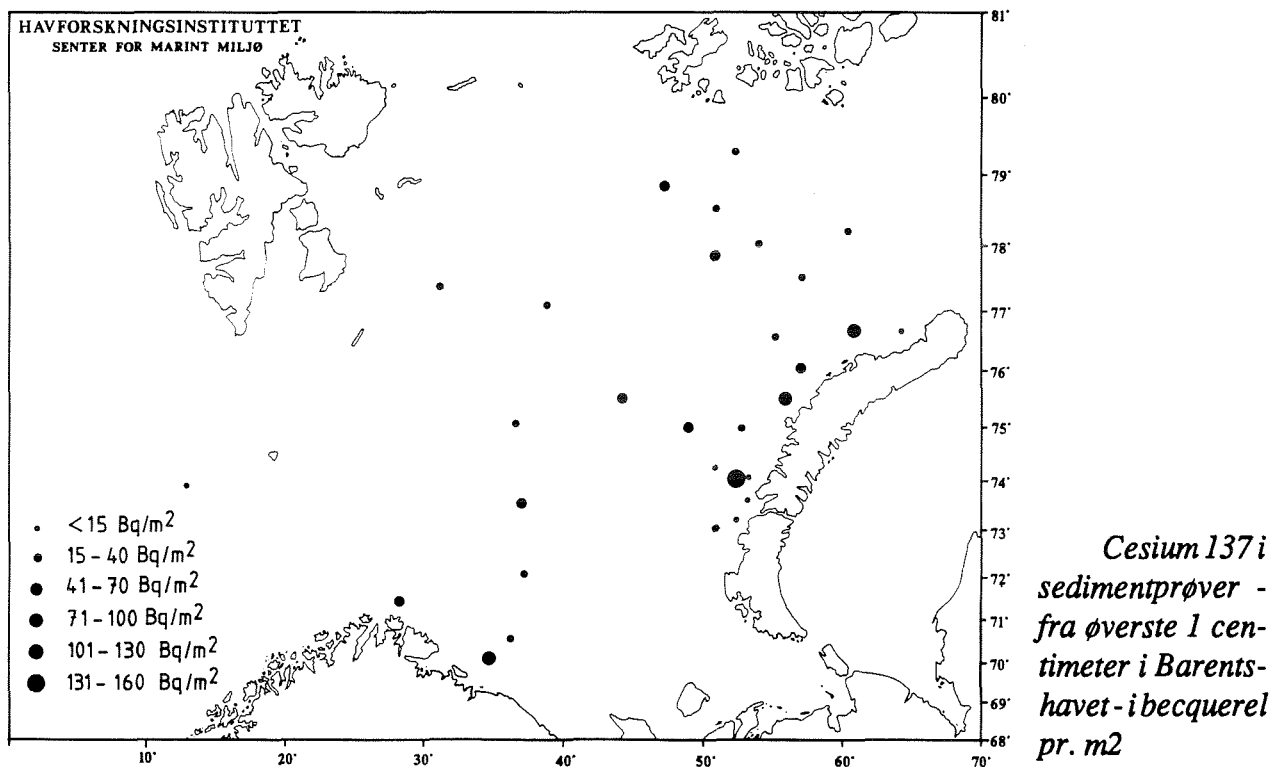 HAVFORSKNINGSINSTITUTTET
SENTER FOR MARINT MILJØ
81°
80°
79°
78°
77°
76°
75°
74°
73°
72°
71°
70°
69°
68°
<15 Bq/m2
15-40 Bq/m2
41-70 Bq/m2
71-100 Bq/m2
101-130 Bq/m2
131-160 Bq/m2
10° 20° 30° 40° 50° 60° 70°
Cesium 137 i
sedimentprøver -
fra øverste 1 cen-
timeter i Barents-
havet - i becquerel
pr. m2